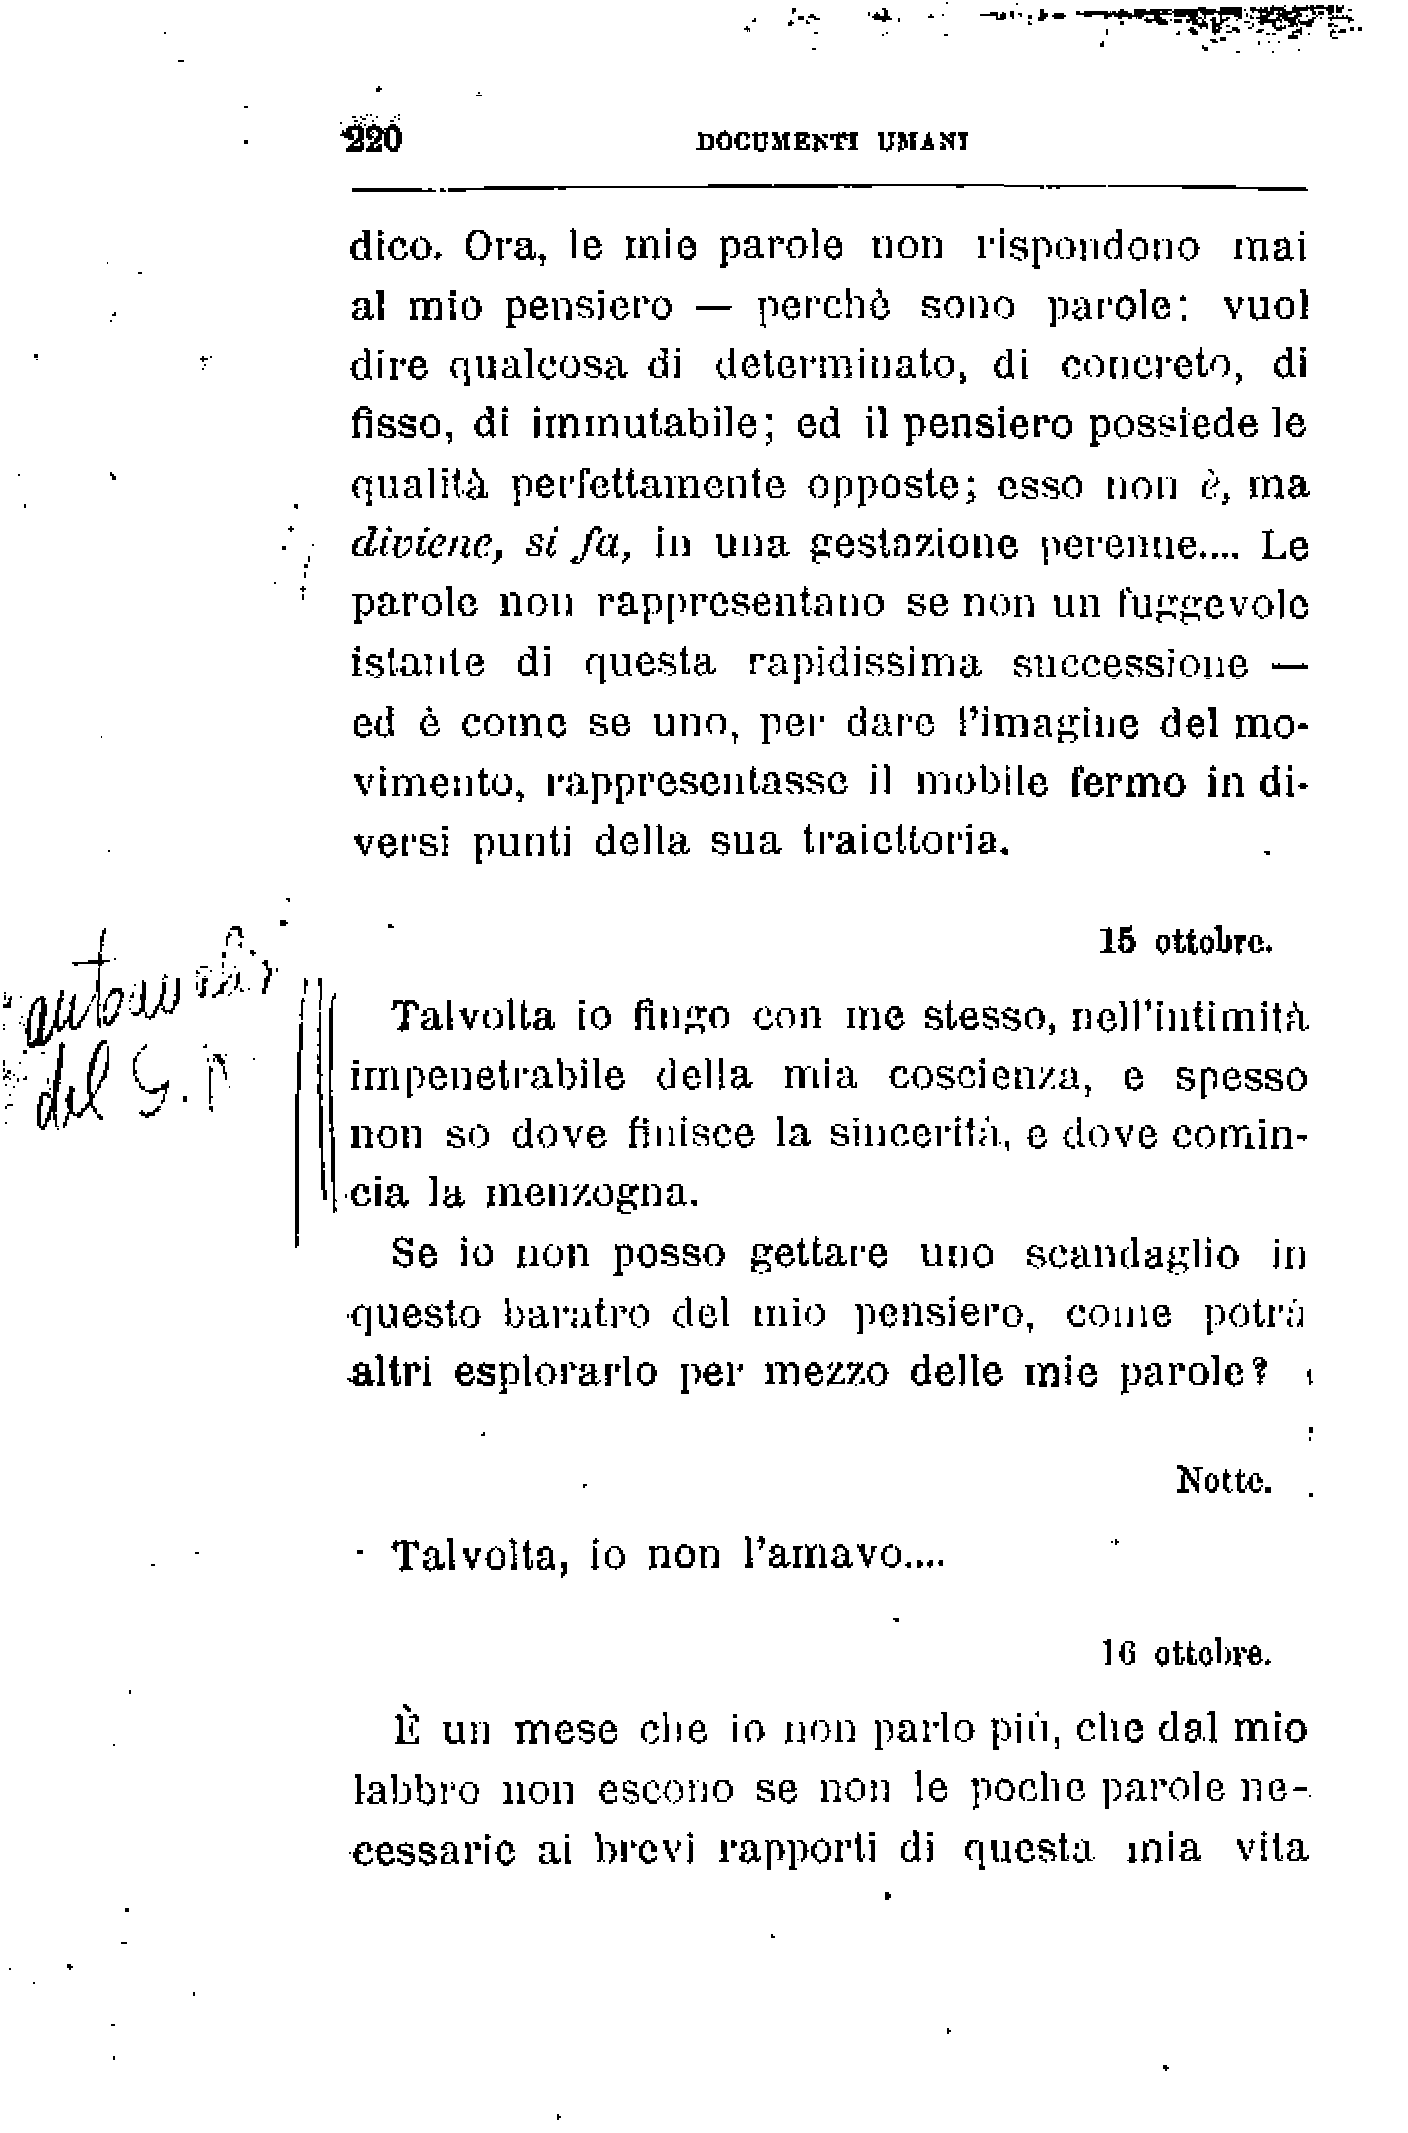 220 DOCUMENTI UMANI
dico. Ora, le mie parole non rispondono mai
al mio pensiero — perchè sono parole: vuol
dire qualcosa di determinato, di concreto, di
fisso, di immutabile; ed il pensiero possiede le
qualità perfettamente opposte; esso non è, ma
diviene, si fa, in una gestazione perenne.... Le
parole non rappresentano se non un fuggevole
istante di questa rapidissima successione —
ed è come se uno, per dare l'imagine del mo-
vimento, rappresentasse il mobile fermo in di-
versi punti della sua traiettoria.
15 ottobre.
Talvolta io fingo con me stesso, nell'intimità
impenetrabile della mia coscienza, e spesso
non so dove finisce la sincerità, e dove comin-
cia la menzogna.
del
Se io non posso gettare uno scandaglio in
questo baratro del mio pensiero, come potrà
altri esplorarlo per mezzo delle mie parole?
Notte.
Talvolta, io non l'amavo....
16 ottobre.
È un mese che io non parlo più, che dal mio
labbro non escono se non le poche parole ne-
cessarie ai brevi rapporti di questa mia vita